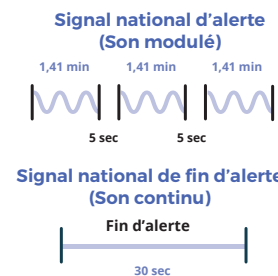 Signal national d'alerte
(Son modulé)
1,41 min 1,41 min 1,41 min
5 sec 5 sec
Signal national de fin d'alerte
(Son continu)
Fin d'alerte
30 sec